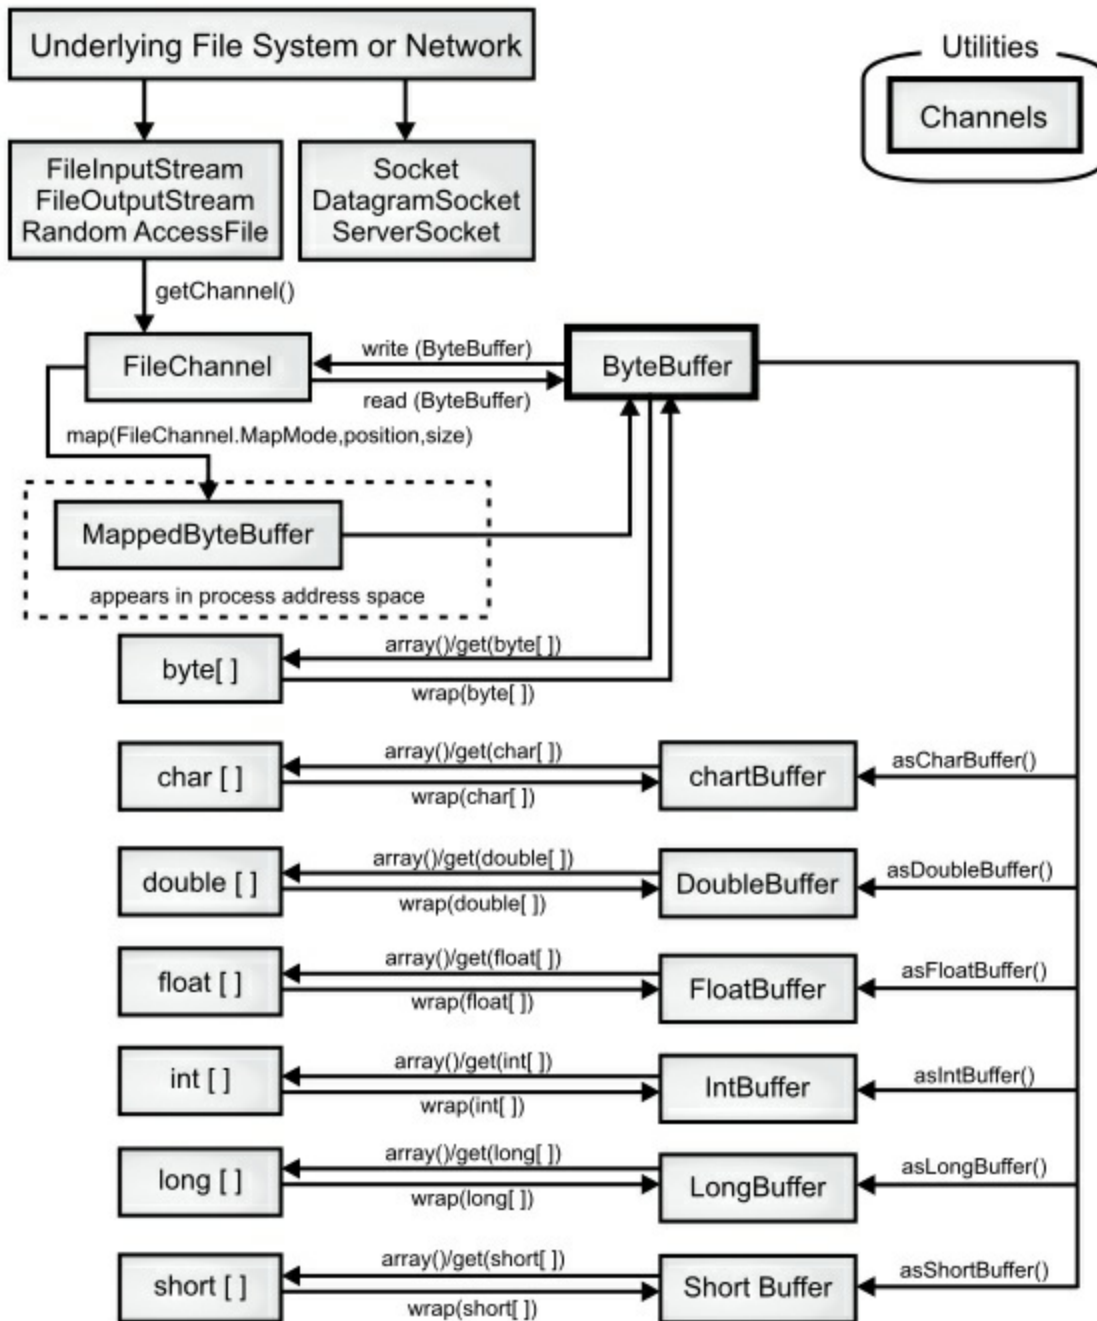 Underlying File System or Network
Utilities
Channels
FileInputStream
FileOutputStream
Random AccessFile
Socket
DatagramSocket
ServerSocket
getChannel()
FileChannel
write (ByteBuffer)
read (ByteBuffer)
ByteBuffer
map(FileChannel.MapMode,position,size)
MappedByteBuffer
appears in process address space
byte[ ]
array()/get(byte[ ])
wrap(byte[ ])
char [ ]
array()/get(char[ ])
wrap(char[ ])
chartBuffer
asCharBuffer()
double [ ]
array()/get(double[ ])
wrap(double[ ])
DoubleBuffer
asDoubleBuffer()
float [ ]
array()/get(float[ ])
wrap(float[ ])
FloatBuffer
asFloatBuffer()
int [ ]
array()/get(int[ ])
wrap(int[ ])
IntBuffer
asIntBuffer()
long [ ]
array()/get(long[ ])
wrap(long[ ])
LongBuffer
asLongBuffer()
short [ ]
array()/get(short[ ])
wrap(short[ ])
Short Buffer
asShortBuffer()